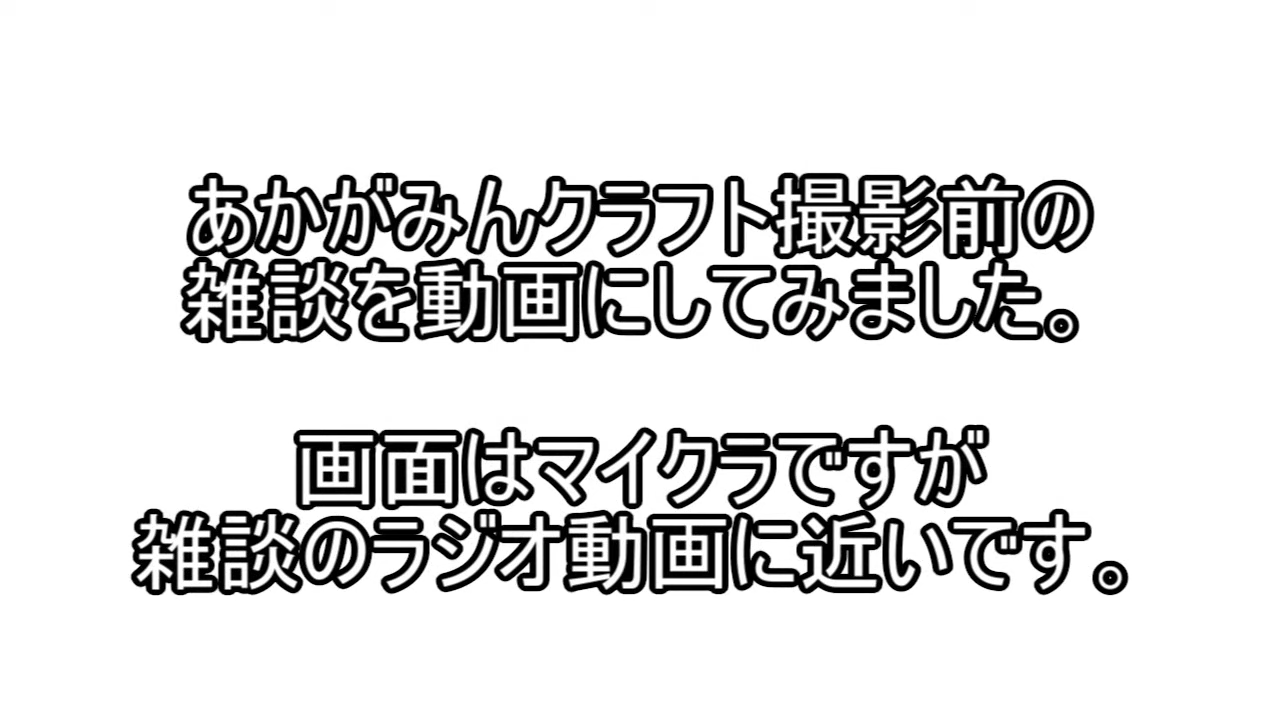 あかがみんクラフト撮影前の
雑談を動画にしてみました。
画面はマイクラですが
雑談のラジオ動画に近いです。